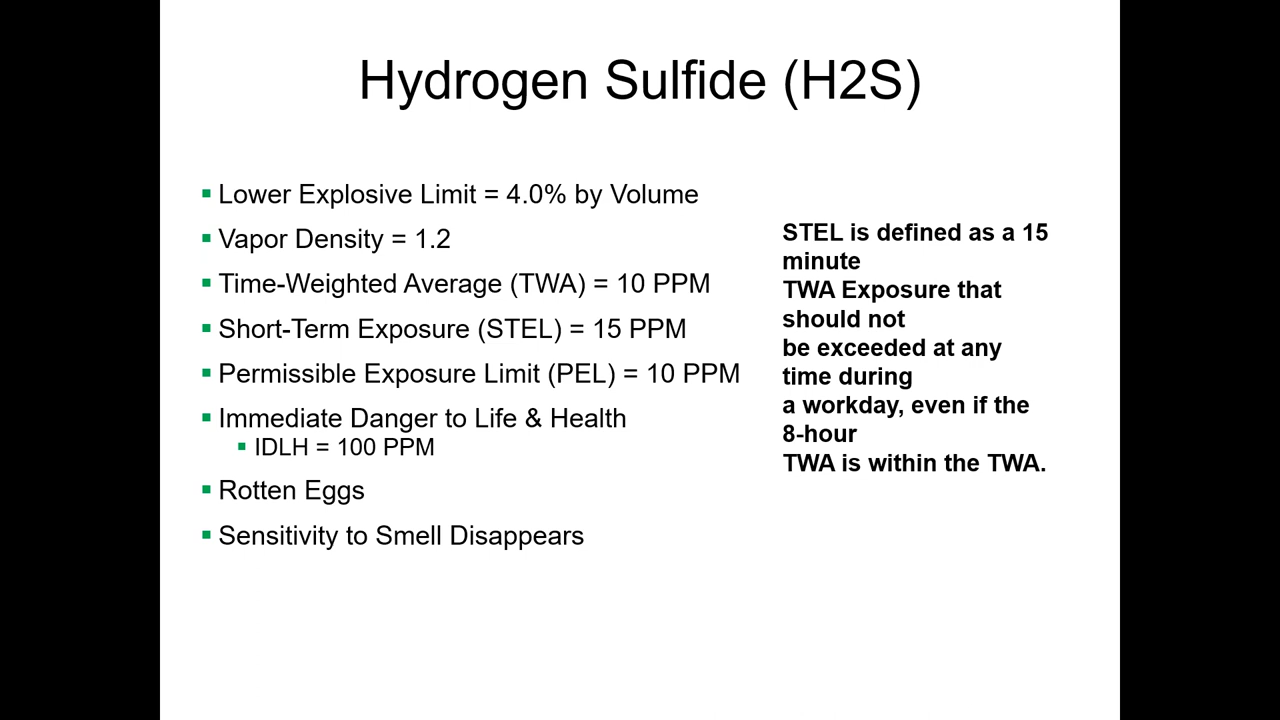 Hydrogen Sulfide (H2S)
Lower Explosive Limit = 4.0% by Volume
Vapor Density = 1.2
Time-Weighted Average (TWA) = 10 PPM
Short-Term Exposure (STEL) = 15 PPM
Permissible Exposure Limit (PEL) = 10 PPM
Immediate Danger to Life & Health
IDLH = 100 PPM
Rotten Eggs
Sensitivity to Smell Disappears
STEL is defined as a 15
minute
TWA Exposure that
should not
be exceeded at any
time during
a workday, even if the
8-hour
TWA is within the TWA.